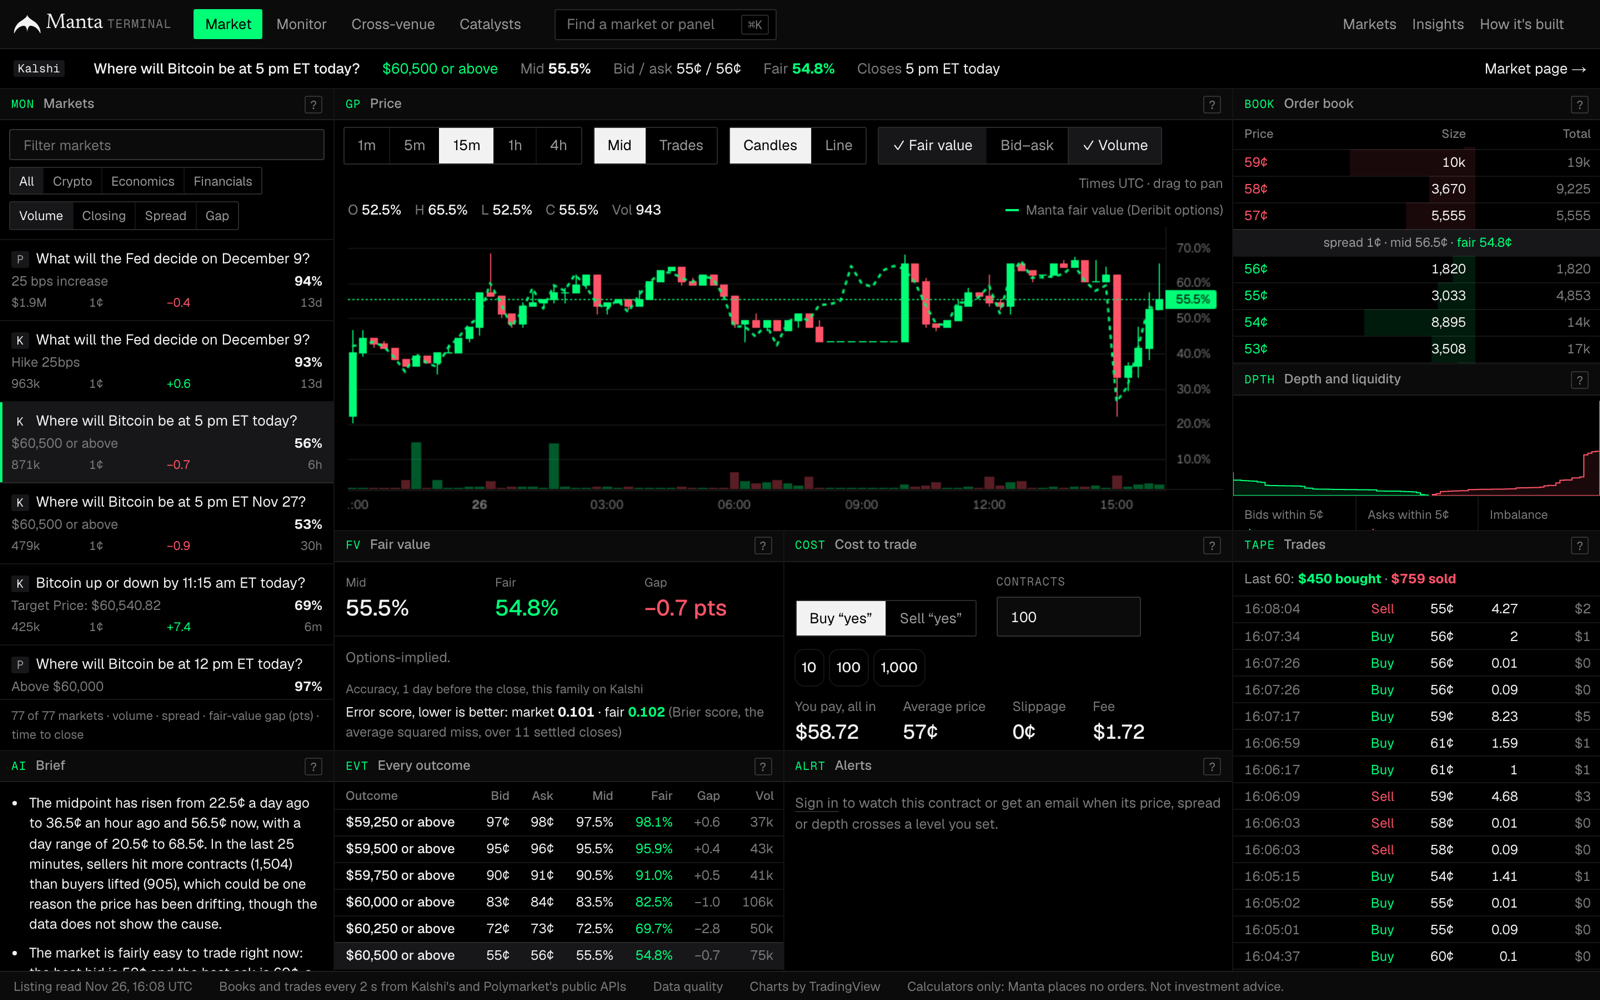 Manta TERMINAL
Market
Monitor
Cross-venue
Catalysts
Find a market or panel
⌘K
Markets
Insights
How it's built
Kalshi
Where will Bitcoin be at 5 pm ET today?
$60,500 or above
Mid 55.5%
Bid / ask 55¢ / 56¢
Fair 54.8%
Closes 5 pm ET today
Market page →
MON Markets ?
Filter markets
All Crypto Economics Financials
Volume Closing Spread Gap
P What will the Fed decide on December 9?
25 bps increase 94%
$1.9M 1¢ −0.4 13d
K What will the Fed decide on December 9?
Hike 25bps 93%
963k 1¢ +0.6 13d
K Where will Bitcoin be at 5 pm ET today?
$60,500 or above 56%
871k 1¢ −0.7 6h
K Where will Bitcoin be at 5 pm ET Nov 27?
$60,500 or above 53%
479k 1¢ −0.9 30h
K Bitcoin up or down by 11:15 am ET today?
Target Price: $60,540.82 69%
425k 1¢ +7.4 6m
P Where will Bitcoin be at 12 pm ET today?
Above $60,000 97%
77 of 77 markets · volume · spread · fair-value gap (pts) ·
time to close
AI Brief ?
• The midpoint has risen from 22.5¢ a day ago
to 36.5¢ an hour ago and 56.5¢ now, with a
day range of 20.5¢ to 68.5¢. In the last 25
minutes, sellers hit more contracts (1,504)
than buyers lifted (905), which could be one
reason the price has been drifting, though the
data does not show the cause.
• The market is fairly easy to trade right now:
GP Price ?
1m 5m 15m 1h 4h
Mid Trades
Candles Line
✓ Fair value Bid–ask ✓ Volume
Times UTC · drag to pan
O 52.5% H 65.5% L 52.5% C 55.5% Vol 943
Manta fair value (Deribit options)
70.0%
60.0%
55.5%
50.0%
40.0%
30.0%
20.0%
10.0%
:00 26 03:00 06:00 09:00 12:00 15:00
FV Fair value ?
Mid Fair Gap
55.5% 54.8% −0.7 pts
Options-implied.
Accuracy, 1 day before the close, this family on Kalshi
Error score, lower is better: market 0.101 · fair 0.102 (Brier score, the
average squared miss, over 11 settled closes)
COST Cost to trade ?
CONTRACTS
Buy “yes” Sell “yes” 100
10 100 1,000
You pay, all in Average price Slippage Fee
$58.72 57¢ 0¢ $1.72
EVT Every outcome ?
Outcome Bid Ask Mid Fair Gap Vol
$59,250 or above 97¢ 98¢ 97.5% 98.1% +0.6 37k
$59,500 or above 95¢ 96¢ 95.5% 95.9% +0.4 43k
$59,750 or above 90¢ 91¢ 90.5% 91.0% +0.5 41k
$60,000 or above 83¢ 84¢ 83.5% 82.5% −1.0 106k
$60,250 or above 72¢ 73¢ 72.5% 69.7% −2.8 50k
$60,500 or above 55¢ 56¢ 55.5% 54.8% −0.7 75k
ALRT Alerts ?
Sign in to watch this contract or get an email when its price, spread
or depth crosses a level you set.
BOOK Order book ?
Price Size Total
59¢ 10k 19k
58¢ 3,670 9,225
57¢ 5,555 5,555
spread 1¢ · mid 56.5¢ · fair 54.8¢
56¢ 1,820 1,820
55¢ 3,033 4,853
54¢ 8,895 14k
53¢ 3,508 17k
DPTH Depth and liquidity ?
Bids within 5¢ Asks within 5¢ Imbalance
TAPE Trades ?
Last 60: $450 bought · $759 sold
16:08:04 Sell 55¢ 4.27 $2
16:07:34 Buy 56¢ 2 $1
16:07:26 Buy 56¢ 0.01 $0
16:07:26 Buy 56¢ 0.09 $0
16:07:17 Buy 59¢ 8.23 $5
16:06:59 Buy 61¢ 1.59 $1
16:06:17 Buy 61¢ 1 $1
16:06:09 Sell 59¢ 4.68 $3
16:06:03 Sell 58¢ 0.01 $0
16:06:03 Sell 58¢ 0.09 $0
16:05:15 Buy 54¢ 1.41 $1
16:05:02 Buy 55¢ 0.01 $0
16:05:01 Buy 55¢ 0.09 $0
16:04:37 Buy 60¢ 0.1 $0
Listing read Nov 26, 16:08 UTC
Books and trades every 2 s from Kalshi's and Polymarket's public APIs
Data quality
Charts by TradingView
Calculators only: Manta places no orders. Not investment advice.